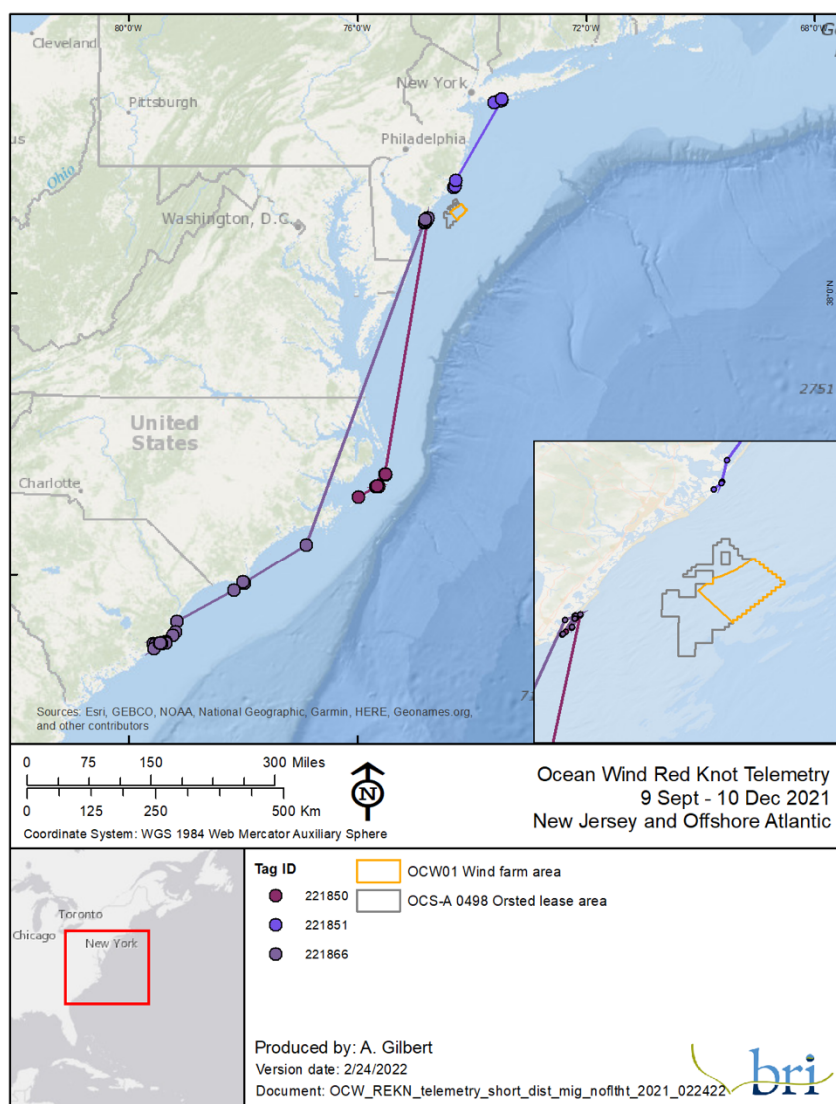 80°0'W
76°0'W
72°0'W
68°0'W
Cleveland
New York
Pittsburgh
Philadelphia
Ohio
Washington, D.C.
38°0'N
2751
United
States
Charlotte
Sources: Esri, GEBCO, NOAA, National Geographic, Garmin, HERE, Geonames.org,
and other contributors
0 75 150 300 Miles
0 125 250 500 Km
N
Coordinate System: WGS 1984 Web Mercator Auxiliary Sphere
Ocean Wind Red Knot Telemetry
9 Sept - 10 Dec 2021
New Jersey and Offshore Atlantic
Toronto
Chicago
New York
Tag ID
221850
221851
221866
OCW01 Wind farm area
OCS-A 0498 Orsted lease area
Produced by: A. Gilbert
Version date: 2/24/2022
Document: OCW_REKN_telemetry_short_dist_mig_nofltht_2021_022422
bri